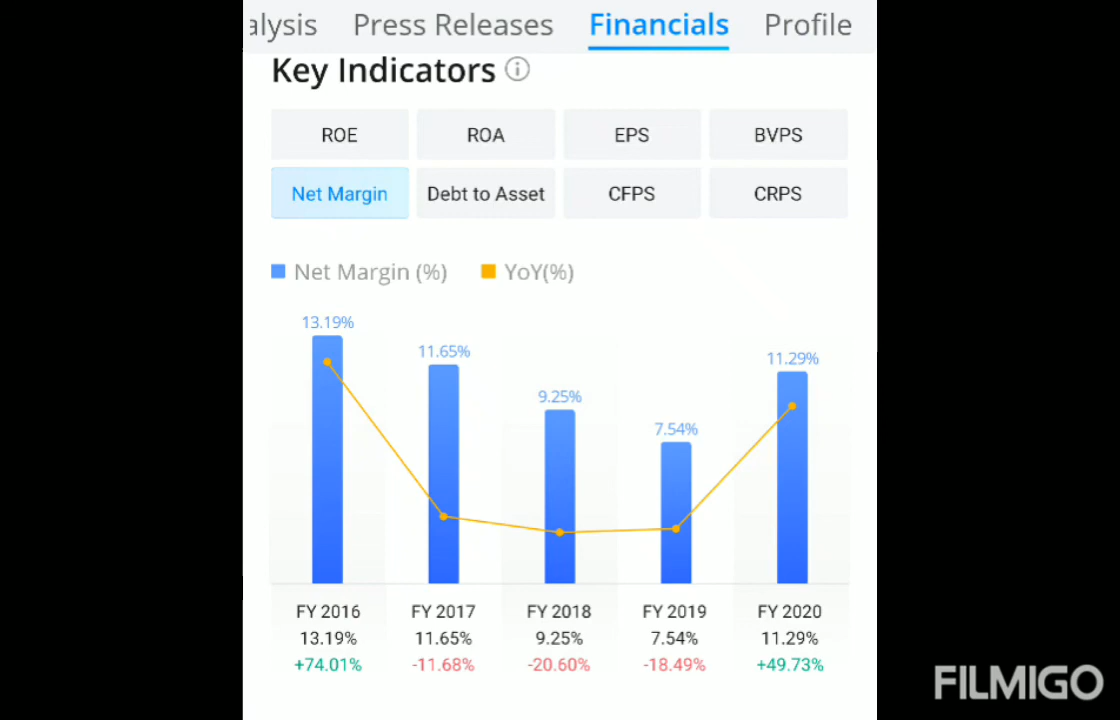 alysis Press Releases Financials Profile
Key Indicators
ROE ROA EPS BVPS
Net Margin Debt to Asset CFPS CRPS
Net Margin (%) YoY(%)
13.19%
11.65%
11.29%
9.25%
7.54%
FY 2016 FY 2017 FY 2018 FY 2019 FY 2020
13.19% 11.65% 9.25% 7.54% 11.29%
+74.01% -11.68% -20.60% -18.49% +49.73%
FILMIGO